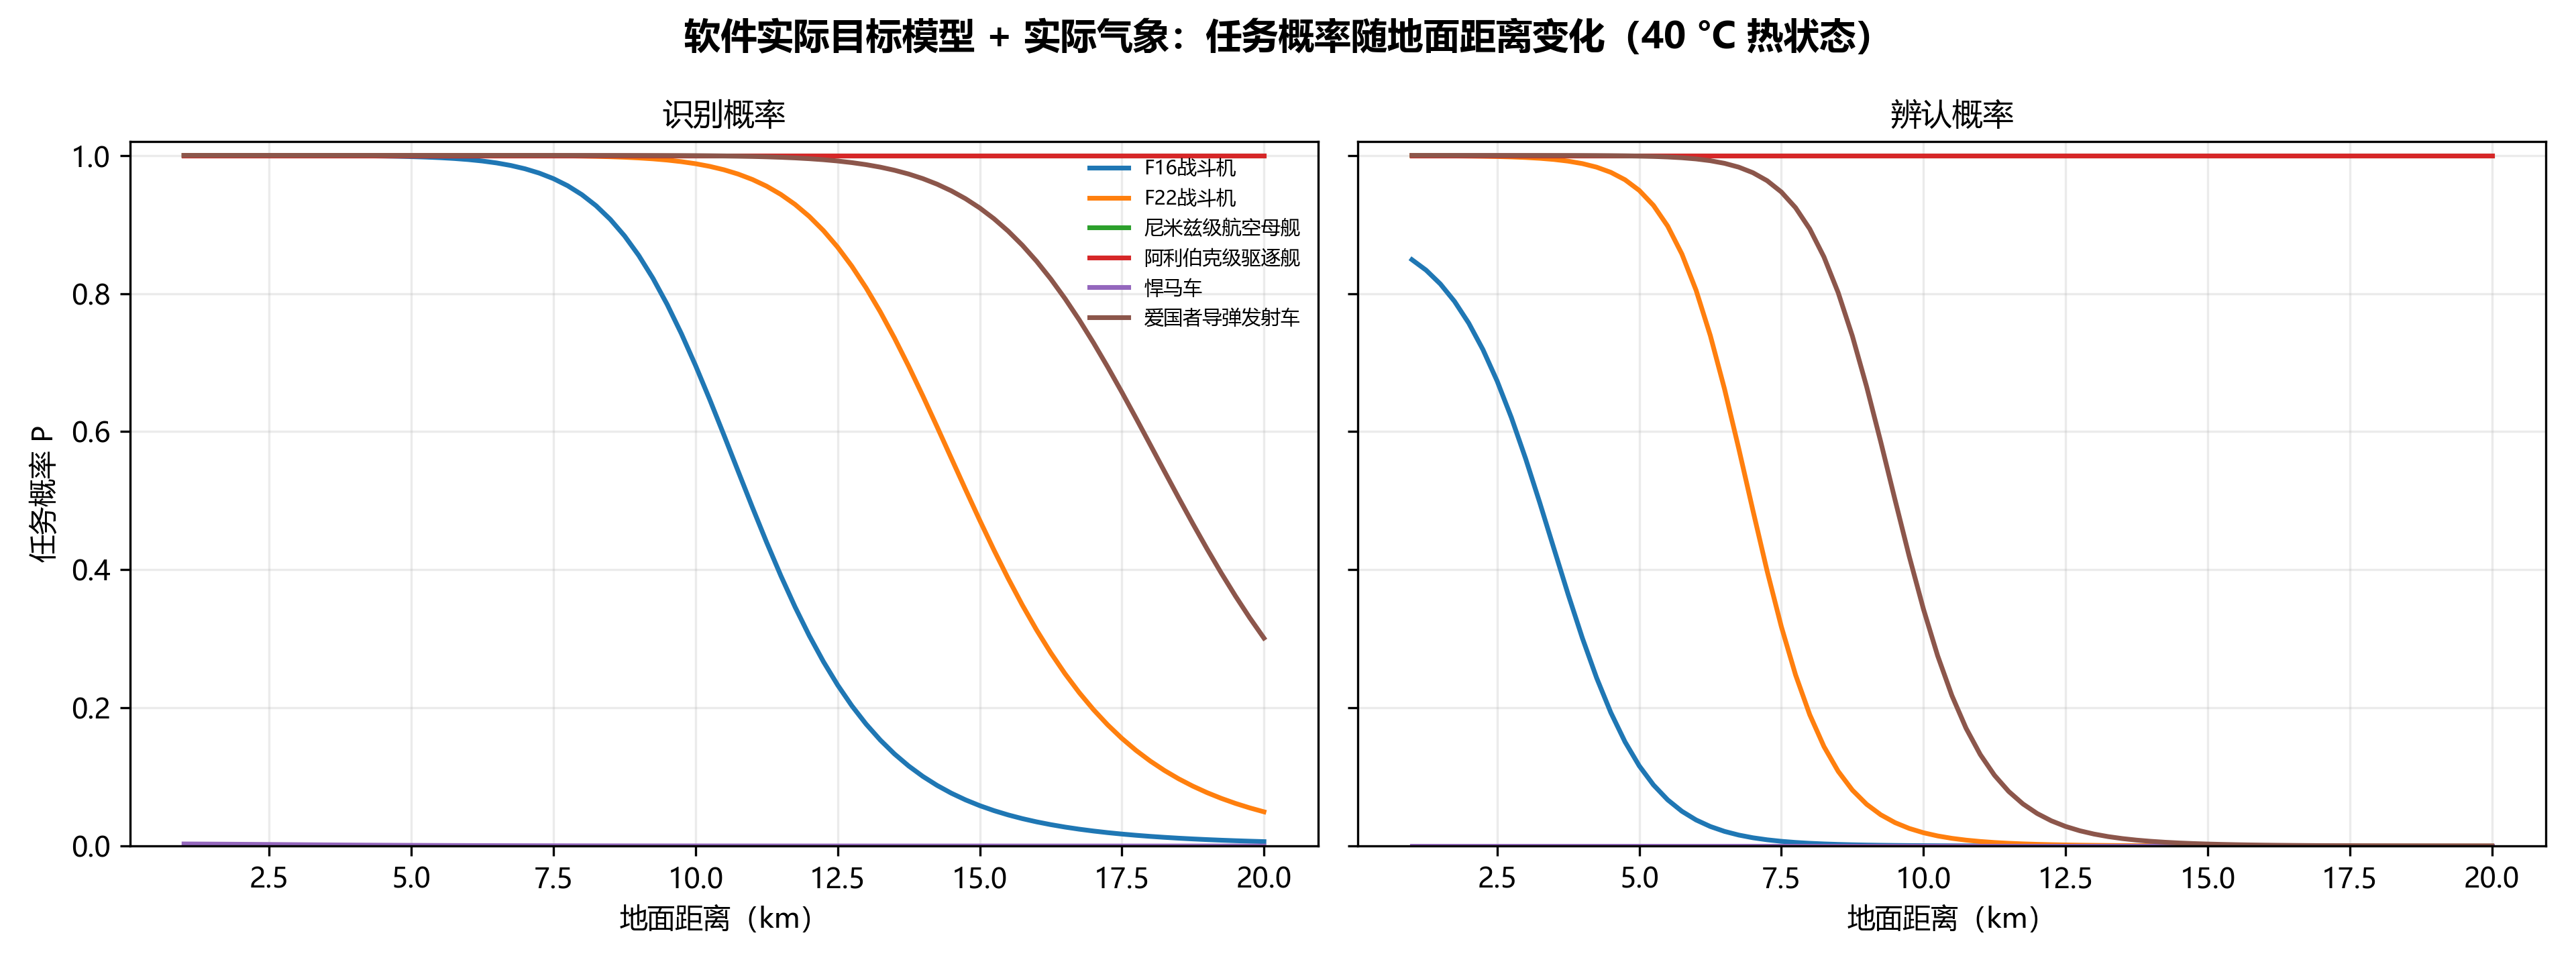 软件实际目标模型 + 实际气象：任务概率随地面距离变化（40 °C 热状态）
识别概率
任务概率 P
1.0
0.8
0.6
0.4
0.2
0.0
F16战斗机
F22战斗机
尼米兹级航空母舰
阿利伯克级驱逐舰
悍马车
爱国者导弹发射车
2.5 5.0 7.5 10.0 12.5 15.0 17.5 20.0
地面距离（km）
辨认概率
2.5 5.0 7.5 10.0 12.5 15.0 17.5 20.0
地面距离（km）